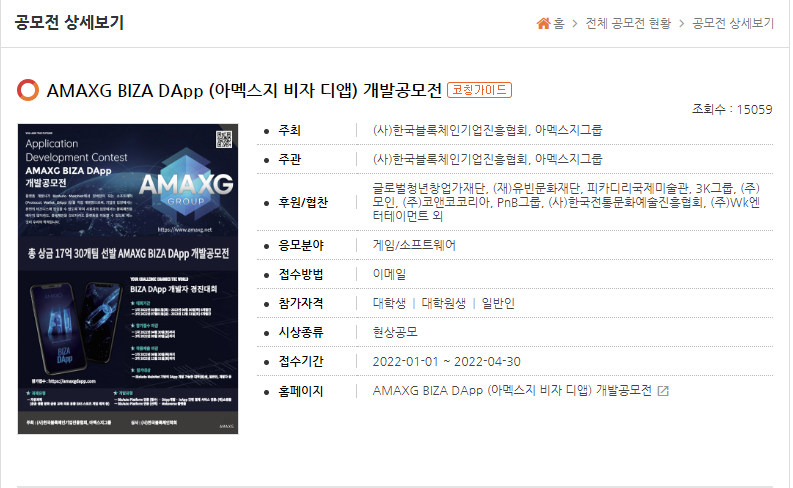 공모전 상세보기
홈 > 전체 공모전 현황 > 공모전 상세보기
AMAXG BIZA DApp (아멕스지 비자 디앱) 개발공모전 코칭가이드
조회수 : 15059
Application
Development Contest
AMAXG BIZA DApp
개발공모전
AMAXG
GROUP
https://www.amaxg.net
총 상금 17억 30개팀 선발 AMAXG BIZA DApp 개발공모전
BIZA DApp 개발자 경진대회
BIZA
DApp
주최 (사)한국블록체인기업진흥협회, 아멕스지그룹
주관 (사)한국블록체인기업진흥협회, 아멕스지그룹
후원/협찬 글로벌청년창업가재단, (재)유빈문화재단, 피카디리국제미술관, 3K그룹, (주)
모인, (주)코앤코코리아, PnB그룹, (사)한국전통문화예술진흥협회, (주)Wk엔
터테이먼트 외
응모분야 게임/소프트웨어
접수방법 이메일
참가자격 대학생 | 대학원생 | 일반인
시상종류 현상공모
접수기간 2022-01-01 ~ 2022-04-30
홈페이지 AMAXG BIZA DApp (아멕스지 비자 디앱) 개발공모전